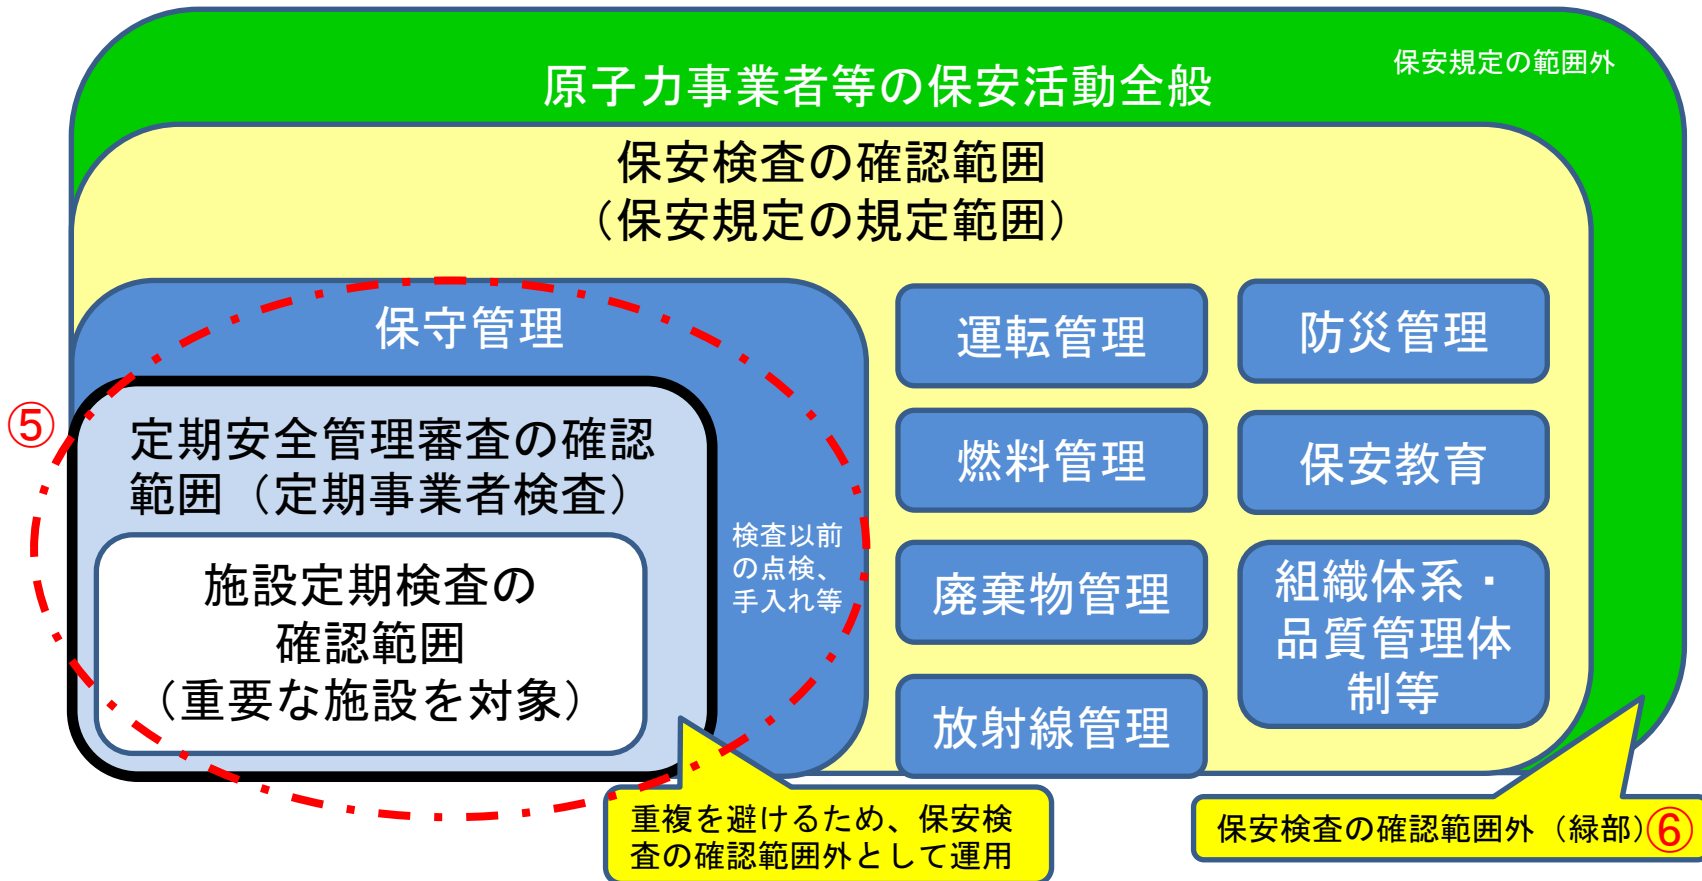 保安規定の範囲外
原子力事業者等の保安活動全般
保安検査の確認範囲
（保安規定の規定範囲）
保守管理
運転管理
防災管理
⑤
定期安全管理審査の確認
範囲（定期事業者検査）
燃料管理
保安教育
検査以前
の点検、
手入れ等
施設定期検査の
確認範囲
（重要な施設を対象）
廃棄物管理
組織体系・
品質管理体
制等
放射線管理
重複を避けるため、保安検
査の確認範囲外として運用
保安検査の確認範囲外（緑部）
⑥